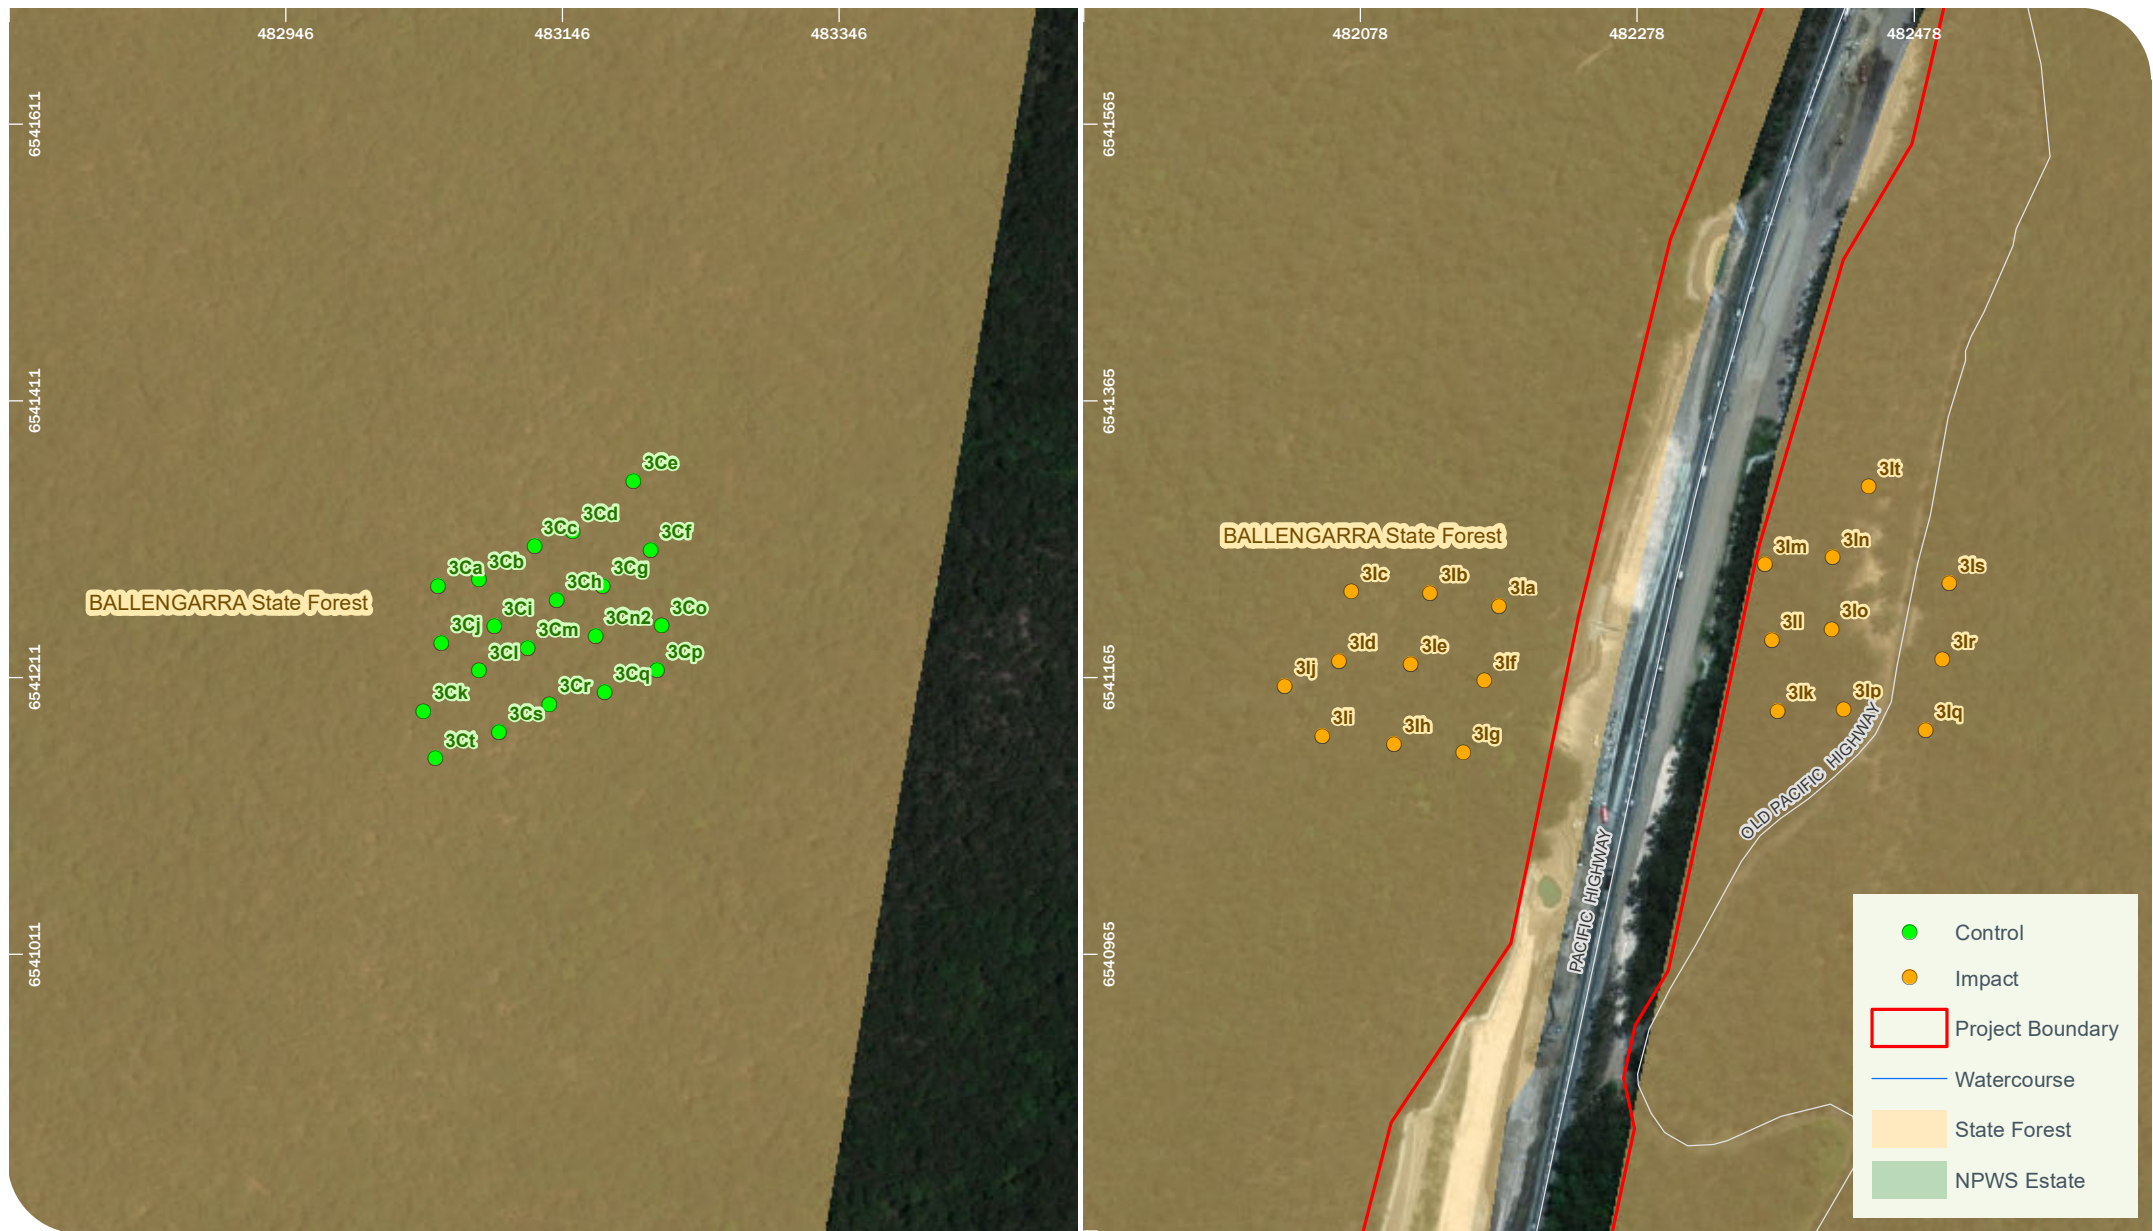 482946
483146
483346
6541611
6541411
6541211
6541011
3Ce
3Cd
3Cc
3Cf
3Cb
3Ca
3Cg
3Ch
3Ci
3Co
3Cn2
3Cj
3Cm
3Cl
3Cp
3Cq
3Ck
3Cr
3Cs
3Ct
BALLENGARRA State Forest
482078
482278
482478
6541565
6541365
6541165
6540965
BALLENGARRA State Forest
3It
3In
3Im
3Is
3Ic
3Ib
3Ia
3Io
3Il
3Id
3Ie
3If
3Ir
3Ij
3Ik
3Ip
3Iq
3Ii
3Ih
3Ig
OLD PACIFIC HIGHWAY
PACIFIC HIGHWAY
Control
Impact
Project Boundary
Watercourse
State Forest
NPWS Estate